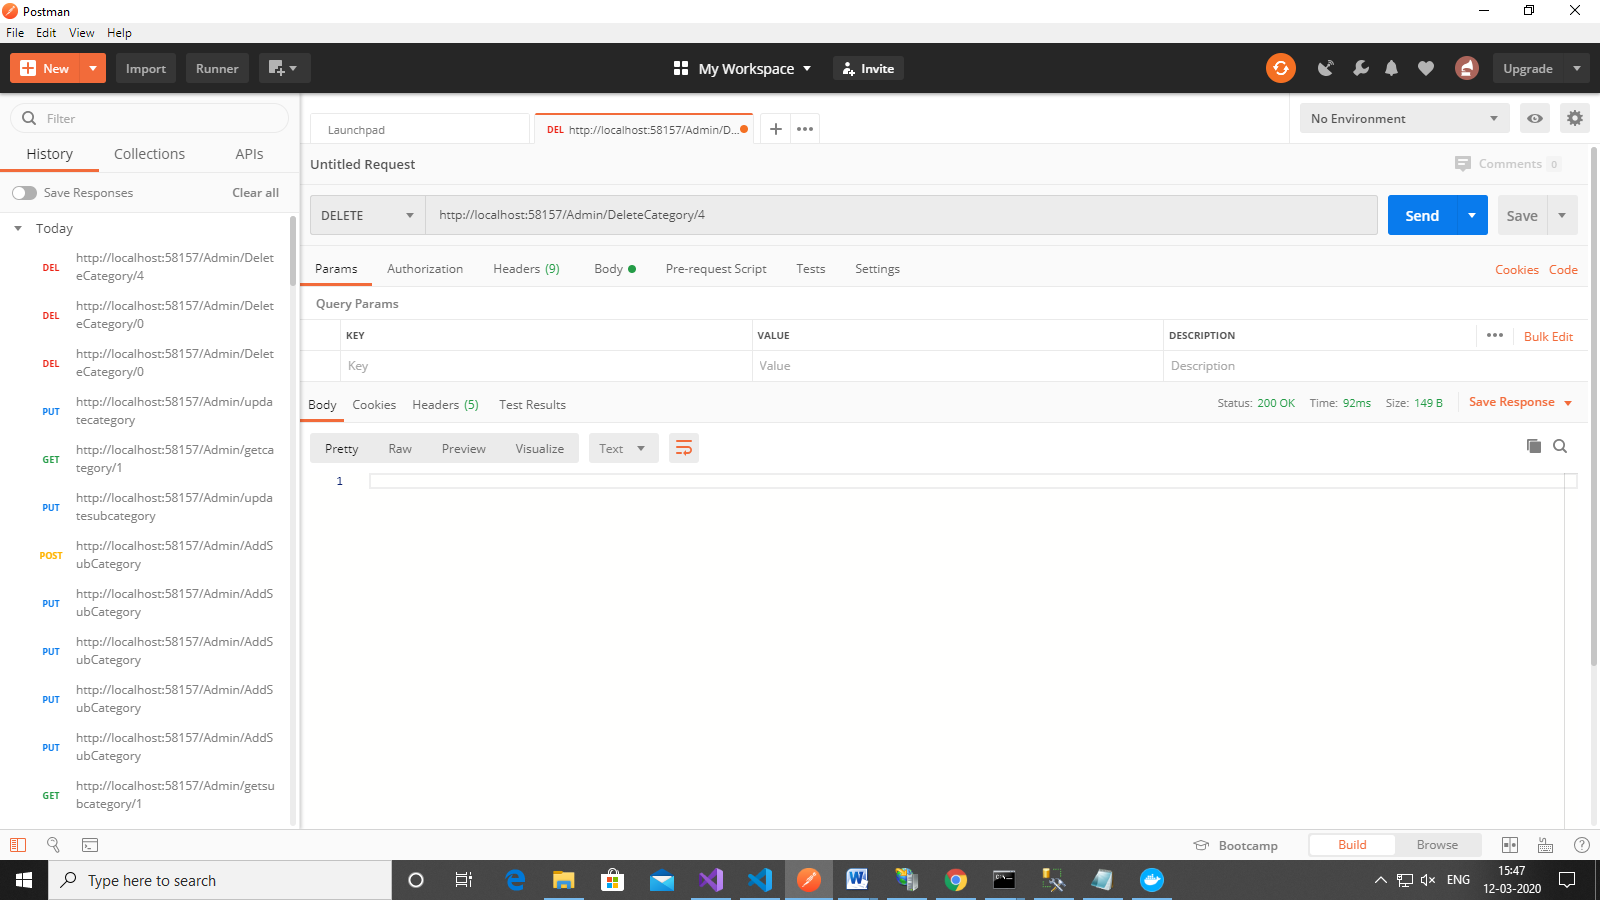 Postman
File Edit View Help
New Import Runner My Workspace Invite Upgrade
Filter
History Collections APIs
Save Responses Clear all
Today
DEL http://localhost:58157/Admin/Delet
eCategory/4
DEL http://localhost:58157/Admin/Delet
eCategory/0
DEL http://localhost:58157/Admin/Delet
eCategory/0
PUT http://localhost:58157/Admin/upda
tecategory
GET http://localhost:58157/Admin/getca
tegory/1
PUT http://localhost:58157/Admin/upda
tesubcategory
POST http://localhost:58157/Admin/AddS
ubCategory
PUT http://localhost:58157/Admin/AddS
ubCategory
PUT http://localhost:58157/Admin/AddS
ubCategory
PUT http://localhost:58157/Admin/AddS
ubCategory
PUT http://localhost:58157/Admin/AddS
ubCategory
GET http://localhost:58157/Admin/getsu
bcategory/1
Launchpad DEL http://localhost:58157/Admin/D... No Environment
Untitled Request Comments 0
DELETE http://localhost:58157/Admin/DeleteCategory/4 Send Save
Params Authorization Headers (9) Body Pre-request Script Tests Settings Cookies Code
Query Params
KEY VALUE DESCRIPTION Bulk Edit
Key Value Description
Body Cookies Headers (5) Test Results Status: 200 OK Time: 92ms Size: 149 B Save Response
Pretty Raw Preview Visualize Text
1
Bootcamp Build Browse
Type here to search ENG 15:47
12-03-2020